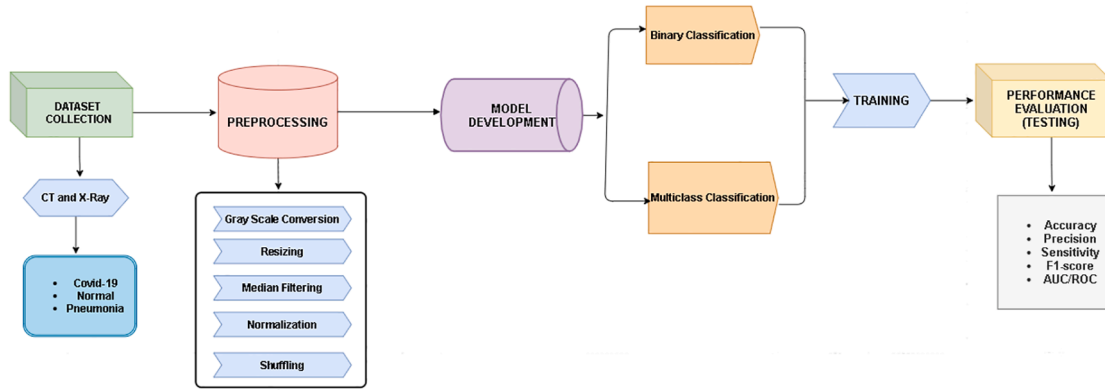 DATASET
COLLECTION
CT and X-Ray
• Covid-19
• Normal
• Pneumonia
PREPROCESSING
Gray Scale Conversion
Resizing
Median Filtering
Normalization
Shuffling
MODEL
DEVELOPMENT
Binary Classification
Multiclass Classification
TRAINING
PERFORMANCE
EVALUATION
(TESTING)
• Accuracy
• Precision
• Sensitivity
• F1-score
• AUC/ROC